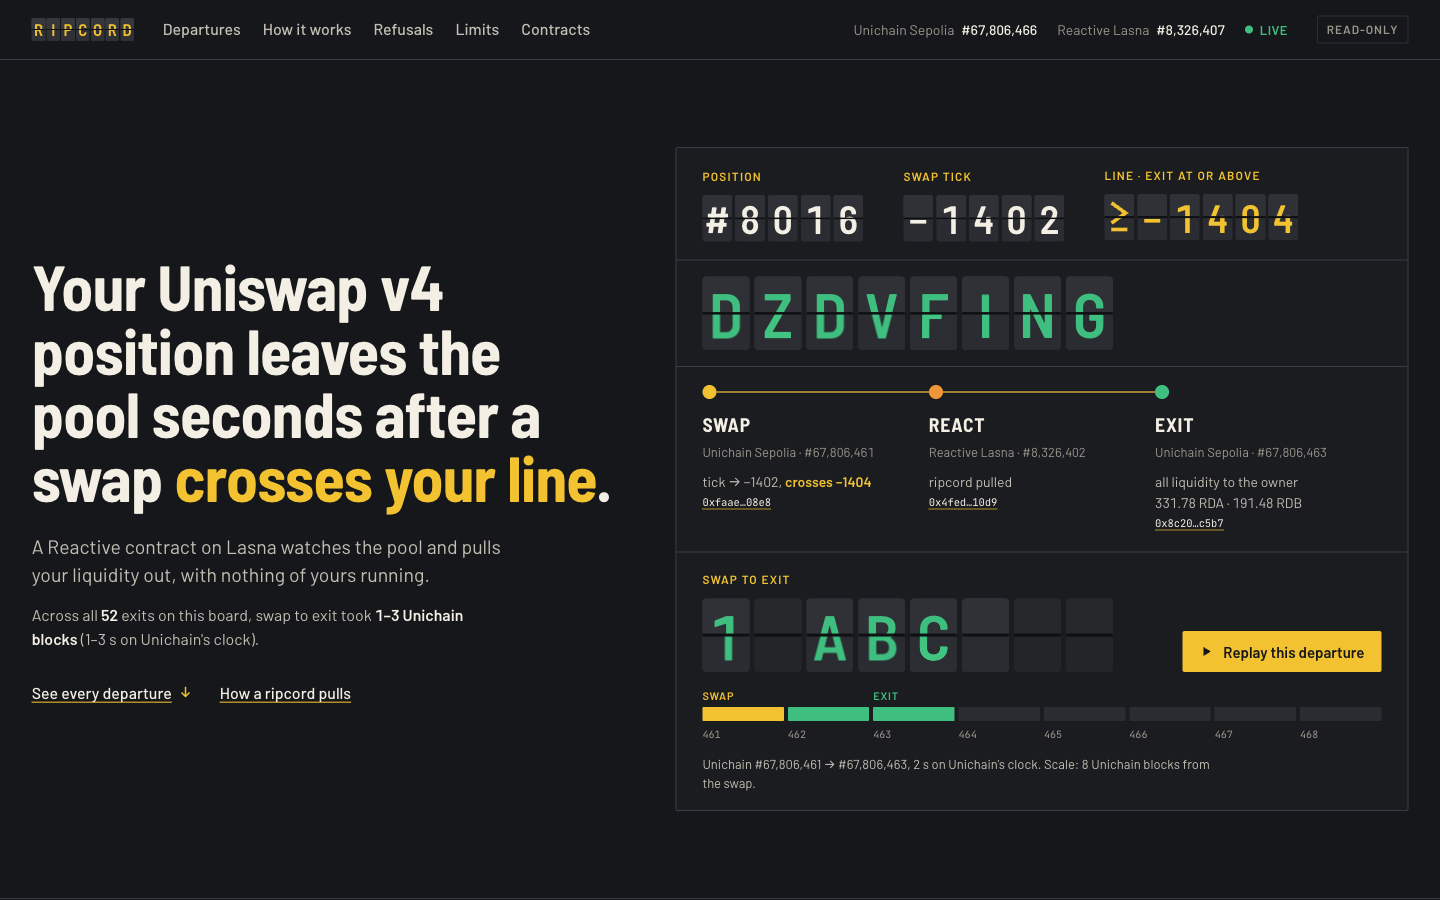 RIPCORD
Departures How it works Refusals Limits Contracts
Unichain Sepolia #67,806,466 Reactive Lasna #8,326,407 LIVE READ-ONLY
Your Uniswap v4
position leaves the
pool seconds after a
swap crosses your line.
A Reactive contract on Lasna watches the pool and pulls
your liquidity out, with nothing of yours running.
Across all 52 exits on this board, swap to exit took 1–3 Unichain
blocks (1–3 s on Unichain's clock).
See every departure ↓ How a ripcord pulls
POSITION SWAP TICK LINE · EXIT AT OR ABOVE
#8016 −1402 ≥−1404
DZDVFING
SWAP REACT EXIT
Unichain Sepolia · #67,806,461 Reactive Lasna · #8,326,402 Unichain Sepolia · #67,806,463
tick → −1402, crosses −1404 ripcord pulled all liquidity to the owner
0xfaae…08e8 0x4fed…10d9 331.78 RDA · 191.48 RDB
0x8c20…c5b7
SWAP TO EXIT
1 ABC
Replay this departure
SWAP EXIT
461 462 463 464 465 466 467 468
Unichain #67,806,461 → #67,806,463, 2 s on Unichain's clock. Scale: 8 Unichain blocks from
the swap.